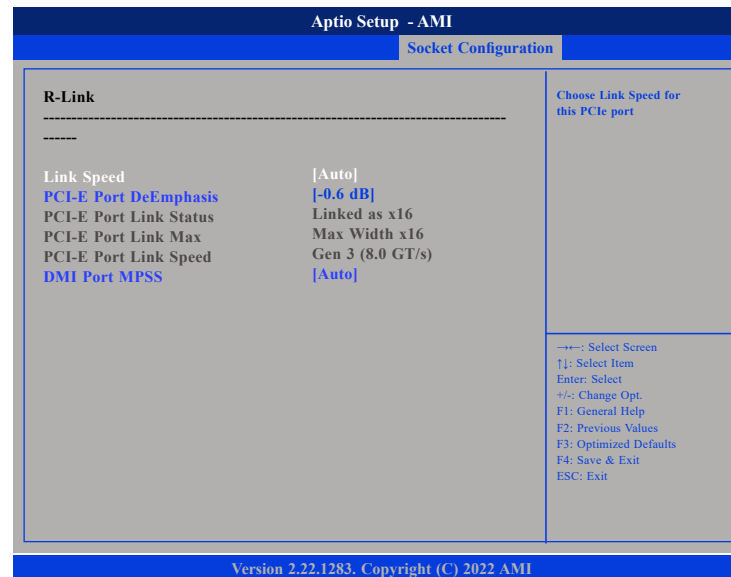 Aptio Setup - AMI
Socket Configuration
R-Link
------------------------------------------------------------------------------------
------
Link Speed [Auto]
PCI-E Port DeEmphasis [-0.6 dB]
PCI-E Port Link Status Linked as x16
PCI-E Port Link Max Max Width x16
PCI-E Port Link Speed Gen 3 (8.0 GT/s)
DMI Port MPSS [Auto]
Choose Link Speed for
this PCIe port
→←: Select Screen
↑↓: Select Item
Enter: Select
+/-: Change Opt.
F1: General Help
F2: Previous Values
F3: Optimized Defaults
F4: Save & Exit
ESC: Exit
Version 2.22.1283. Copyright (C) 2022 AMI